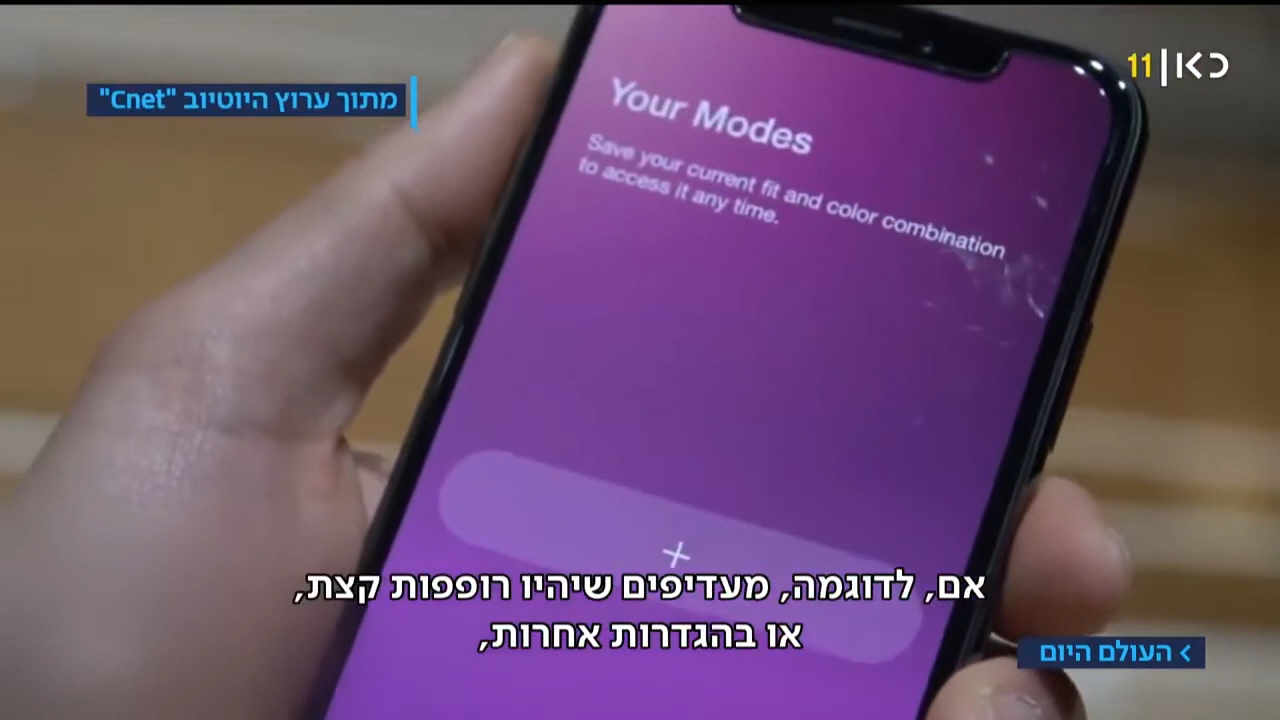 כאן | 11
מתוך ערוץ היוטיוב "Cnet"
Your Modes
Save your current fit and color combination
to access it any time.
+
אם, לדוגמה, מעדיפים שיהיו רופפות קצת,
או בהגדרות אחרות,
העולם היום